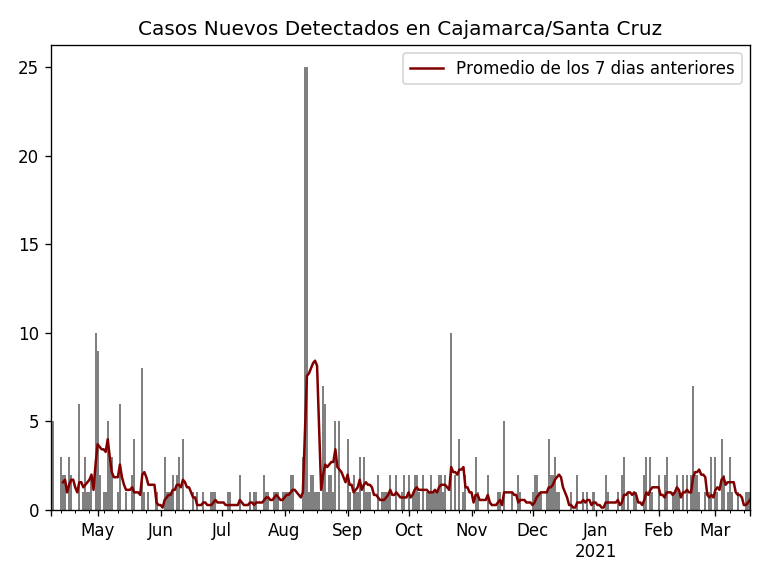 Casos Nuevos Detectados en Cajamarca/Santa Cruz
Promedio de los 7 dias anteriores
25
20
15
10
5
0
May Jun Jul Aug Sep Oct Nov Dec Jan Feb Mar
2021